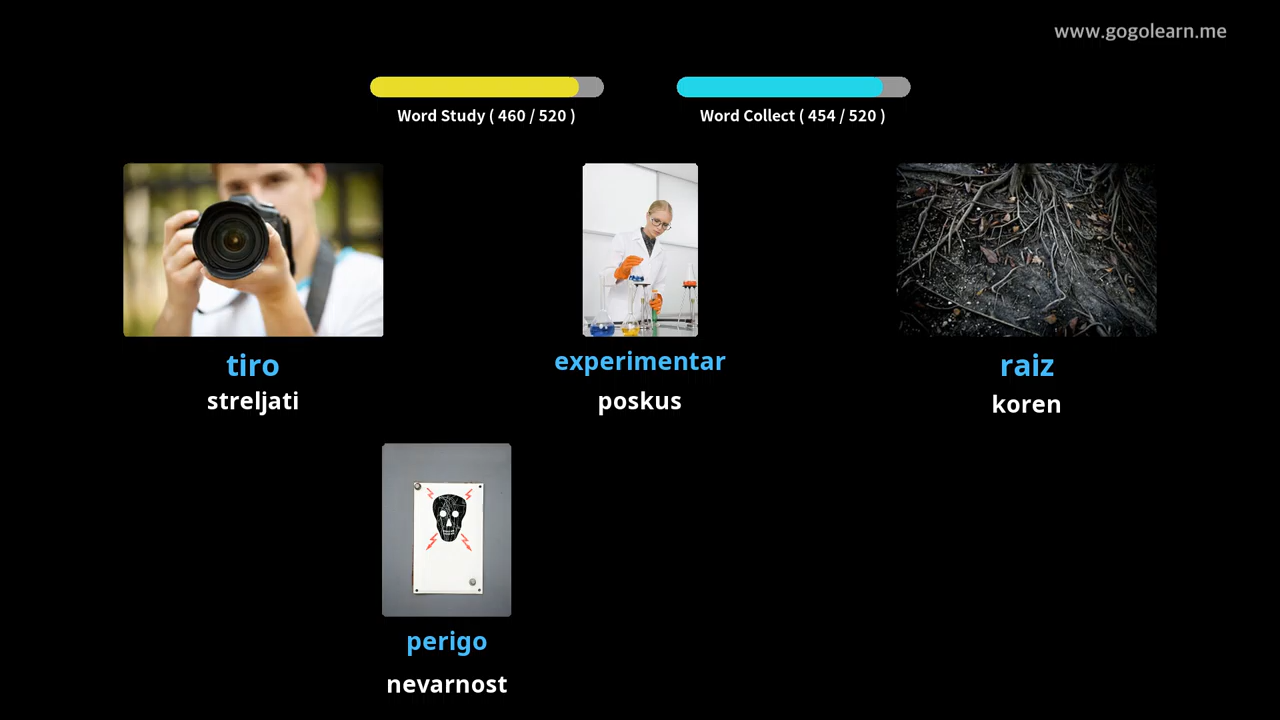 www.gogolearn.me
Word Study ( 460 / 520 )
Word Collect ( 454 / 520 )
tiro
streljati
experimentar
poskus
raiz
koren
perigo
nevarnost